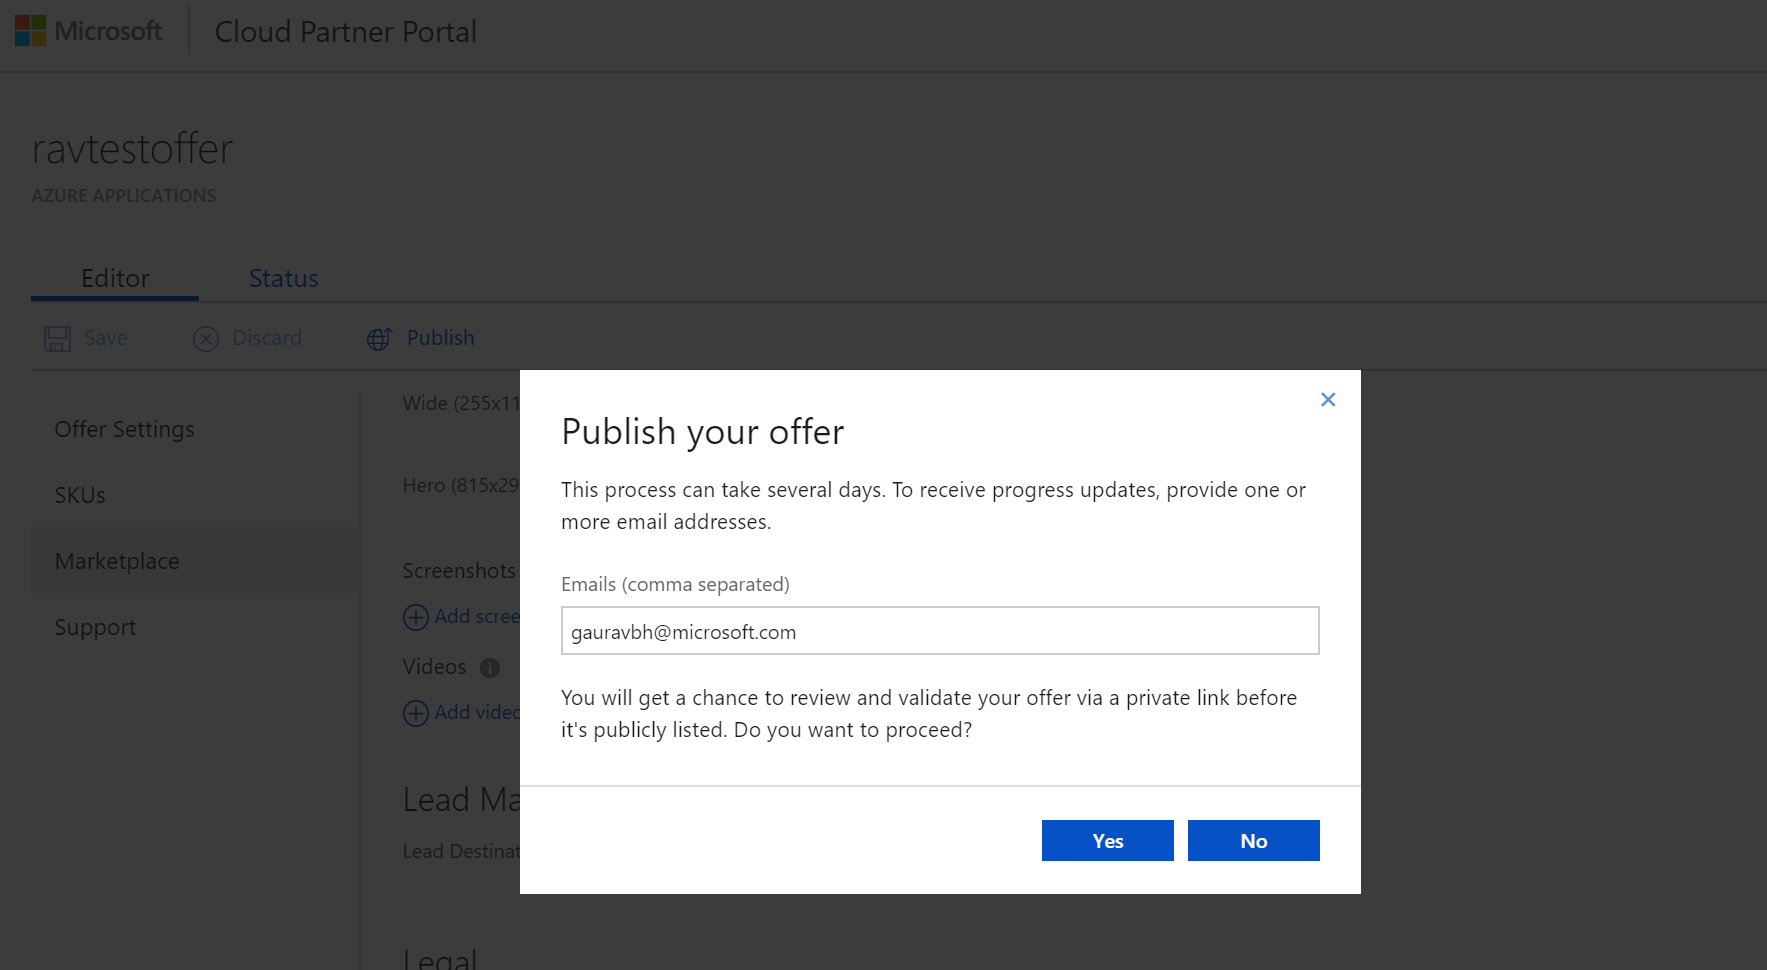 Microsoft
Cloud Partner Portal
ravtestoffer
AZURE APPLICATIONS
Editor
Status
Save
Discard
Publish
Offer Settings
SKUs
Marketplace
Support
Wide (255x11
Hero (815x29
Screenshots
Add scree
Videos
Add video
Lead Ma
Lead Destinat
Legal
Publish your offer
This process can take several days. To receive progress updates, provide one or
more email addresses.
Emails (comma separated)
gauravbh@microsoft.com
You will get a chance to review and validate your offer via a private link before
it's publicly listed. Do you want to proceed?
Yes
No